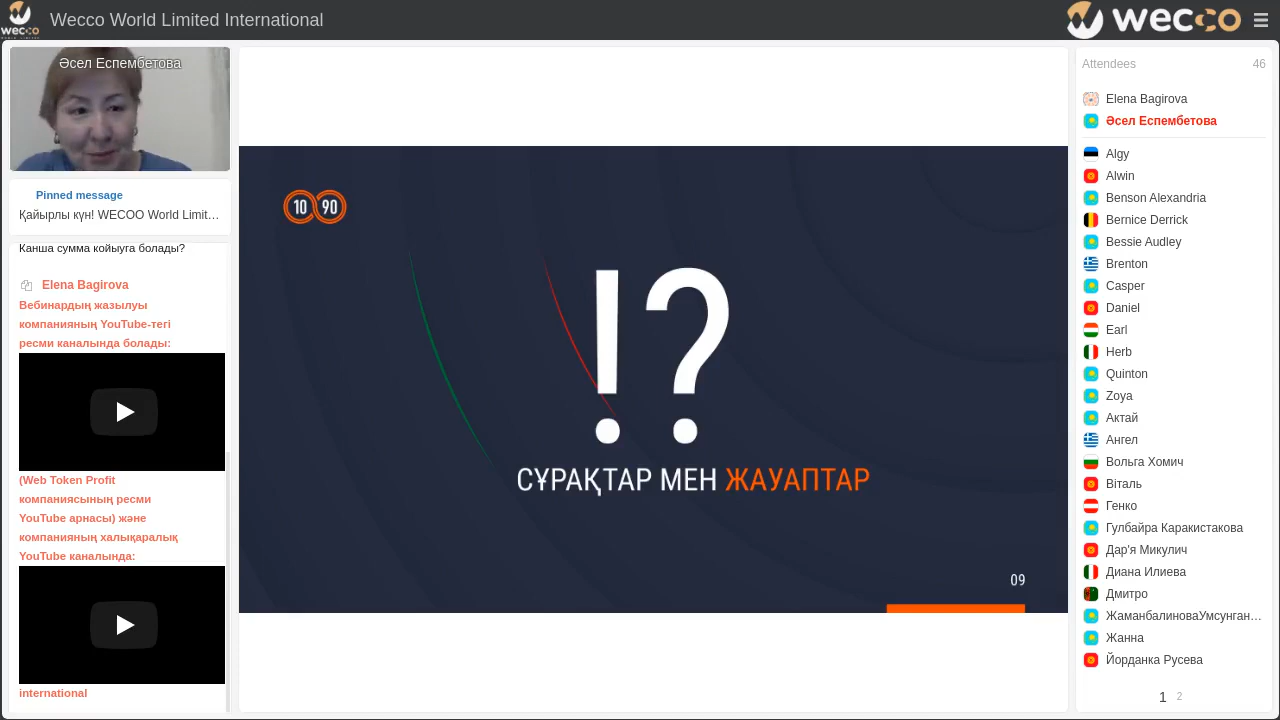 wecco
Wecco World Limited International
wecco
Әсел Еспембетова
Pinned message
Қайырлы күн! WECOO World Limit…
Канша сумма койыуга болады?
Elena Bagirova
Вебинардың жазылуы
компанияның YouTube-тегі
ресми каналында болады:
(Web Token Profit
компаниясының ресми
YouTube арнасы) және
компанияның халықаралық
YouTube каналында:
international
10 90
!?
СҰРАҚТАР МЕН ЖАУАПТАР
09
Attendees 46
Elena Bagirova
Әсел Еспембетова
Algy
Alwin
Benson Alexandria
Bernice Derrick
Bessie Audley
Brenton
Casper
Daniel
Earl
Herb
Quinton
Zoya
Актай
Ангел
Вольга Хомич
Віталь
Генко
Гулбайра Каракистакова
Дар'я Микулич
Диана Илиева
Дмитро
ЖаманбалиноваУмсунган…
Жанна
Йорданка Русева
1 2